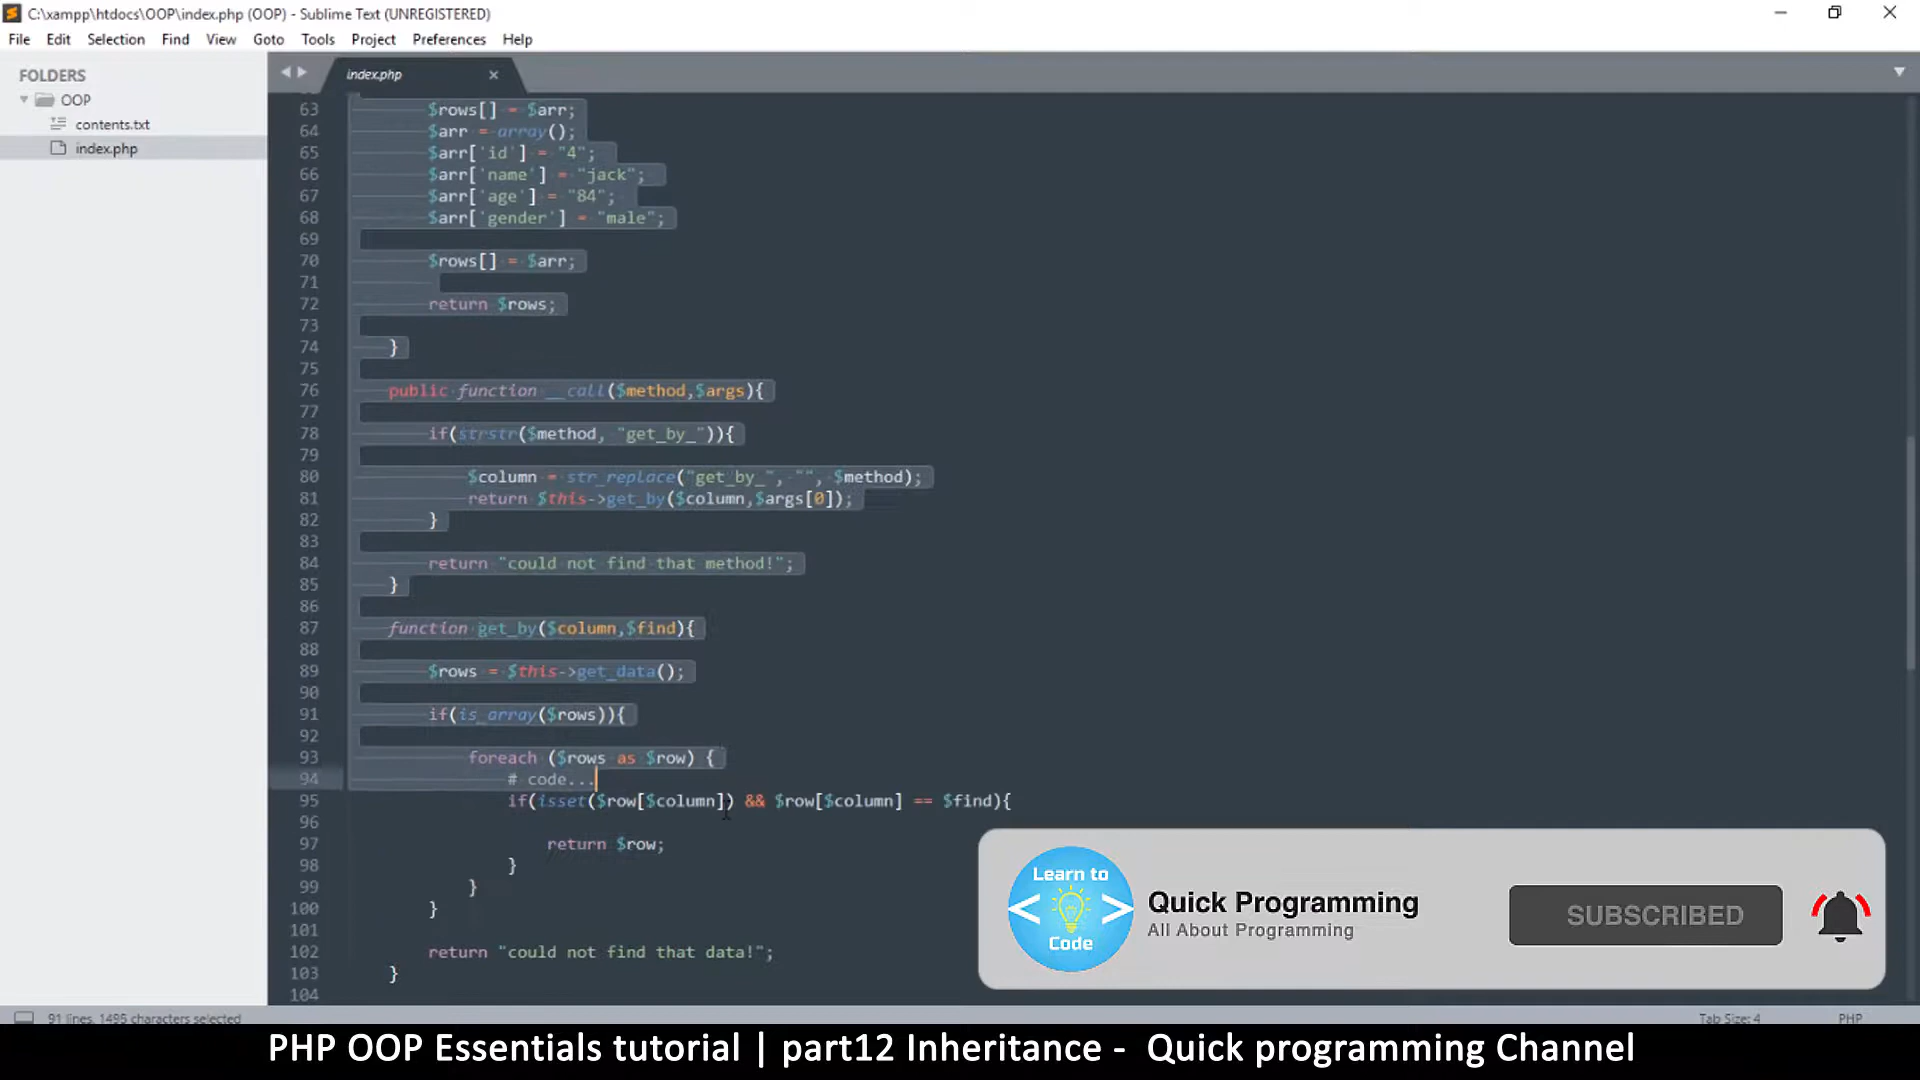 C:\xampp\htdocs\OOP\index.php (OOP) - Sublime Text (UNREGISTERED)
File Edit Selection Find View Goto Tools Project Preferences Help
FOLDERS
OOP
contents.txt
index.php
index.php
63 $rows[] = $arr;
64 $arr = array();
65 $arr['id'] = "4";
66 $arr['name'] = "jack";
67 $arr['age'] = "84";
68 $arr['gender'] = "male";
69
70 $rows[] = $arr;
71
72 return $rows;
73
74 }
75
76 public function __call($method,$args){
77
78 if(strstr($method, "get_by_")){
79
80 $column = str_replace("get_by_", "", $method);
81 return $this->get_by($column,$args[0]);
82 }
83
84 return "could not find that method!";
85 }
86
87 function get_by($column,$find){
88
89 $rows = $this->get_data();
90
91 if(is_array($rows)){
92
93 foreach ($rows as $row) {
94 # code...
95 if(isset($row[$column]) && $row[$column] == $find){
96
97 return $row;
98 }
99 }
100 }
101
102 return "could not find that data!";
103 }
104
Learn to
< >
Code
Quick Programming
All About Programming
SUBSCRIBED
91 lines, 1495 characters selected
Tab Size: 4
PHP
PHP OOP Essentials tutorial | part12 Inheritance - Quick programming Channel